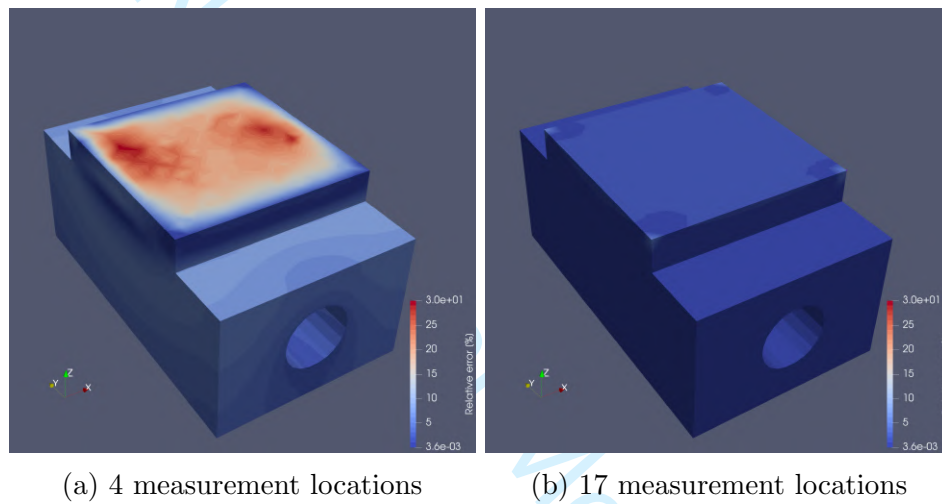 3.0e+01
25
20
15
10
5
3.6e-03
Relative error (%)
Z
Y
X
3.0e+01
25
20
15
10
5
3.6e-03
Z
Y
X
(a) 4 measurement locations
(b) 17 measurement locations